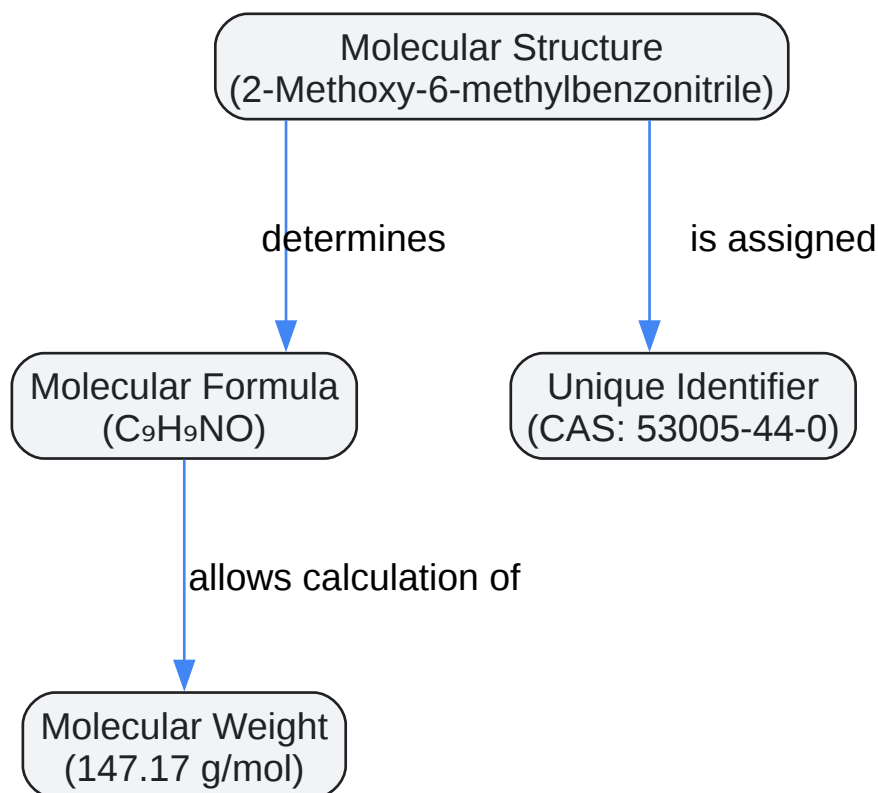 Molecular Structure
(2-Methoxy-6-methylbenzonitrile)
determines
is assigned
Molecular Formula
(C₉H₉NO)
Unique Identifier
(CAS: 53005-44-0)
allows calculation of
Molecular Weight
(147.17 g/mol)